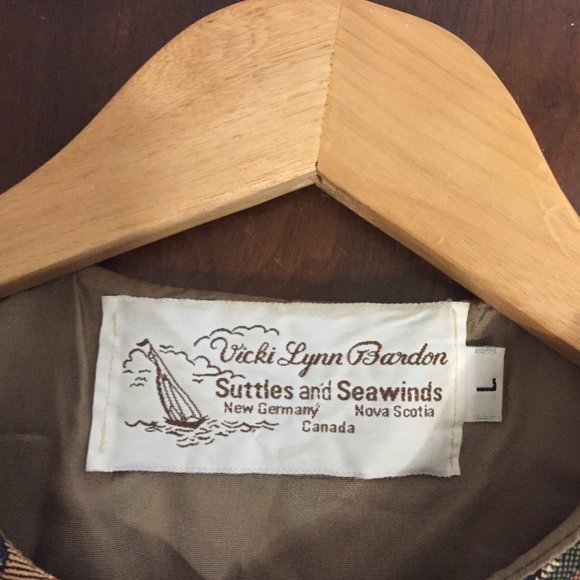 Vicki Lynn Bardon
Suttles and Seawinds
New Germany Nova Scotia
Canada
L